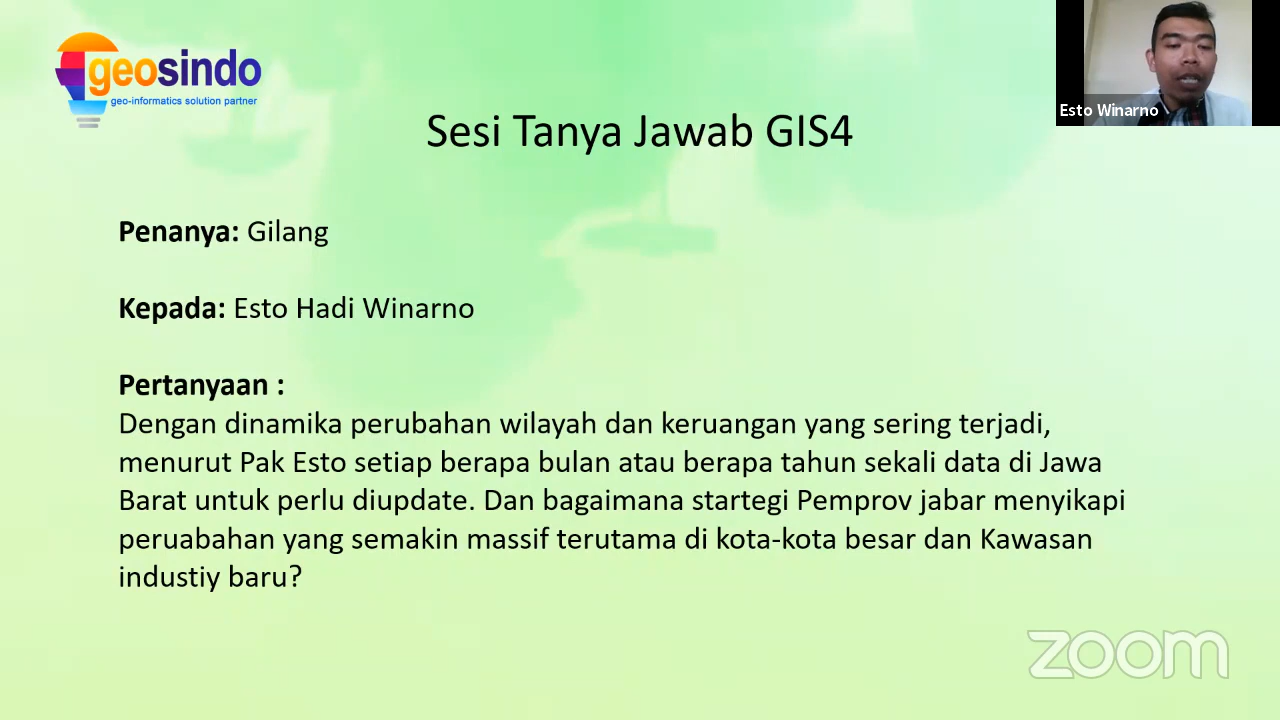 geosindo
geo-informatics solution partner
Esto Winarno
Sesi Tanya Jawab GIS4
Penanya: Gilang
Kepada: Esto Hadi Winarno
Pertanyaan :
Dengan dinamika perubahan wilayah dan keruangan yang sering terjadi,
menurut Pak Esto setiap berapa bulan atau berapa tahun sekali data di Jawa
Barat untuk perlu diupdate. Dan bagaimana startegi Pemprov jabar menyikapi
peruabahan yang semakin massif terutama di kota-kota besar dan Kawasan
industiy baru?
zoom